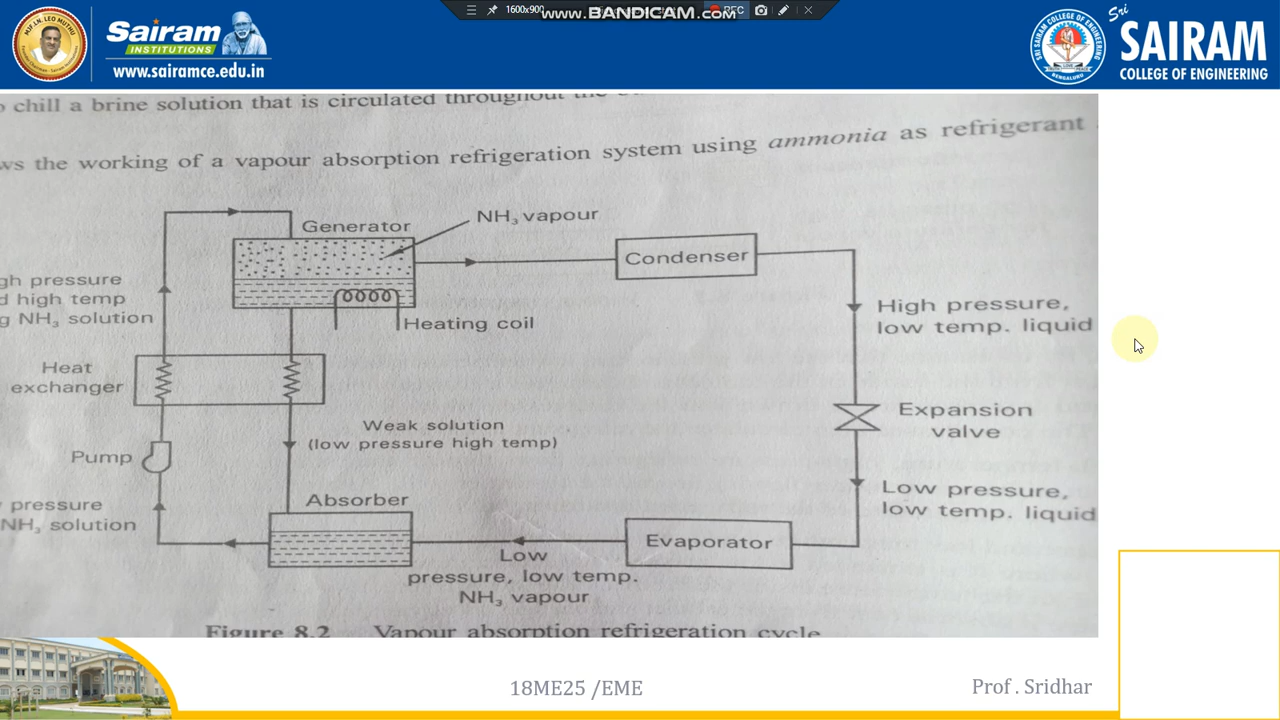 1600x900
www.BANDICAM.com
REC
Sairam
INSTITUTIONS
www.sairamce.edu.in
Sri
SAIRAM
COLLEGE OF ENGINEERING
chill a brine solution that is circulated throughout
the working of a vapour absorption refrigeration system using ammonia as refrigerant
Generator
NH₃ vapour
Condenser
pressure
high temp
NH₃ solution
Heating coil
High pressure,
low temp. liquid
Heat
exchanger
Expansion
valve
Weak solution
(low pressure high temp)
Pump
Absorber
pressure
NH₃ solution
Low pressure,
low temp. liquid
Evaporator
Low
pressure, low temp.
NH₃ vapour
Figure 8.2 Vapour absorption refrigeration cycle
18ME25 /EME
Prof . Sridhar